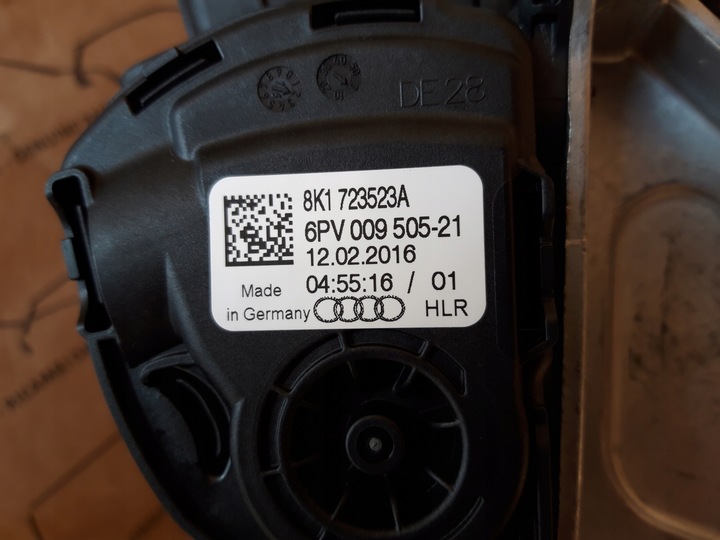 DE28
8K1 723523A
6PV 009 505-21
12.02.2016
04:55:16 / 01
Made
in Germany
HLR